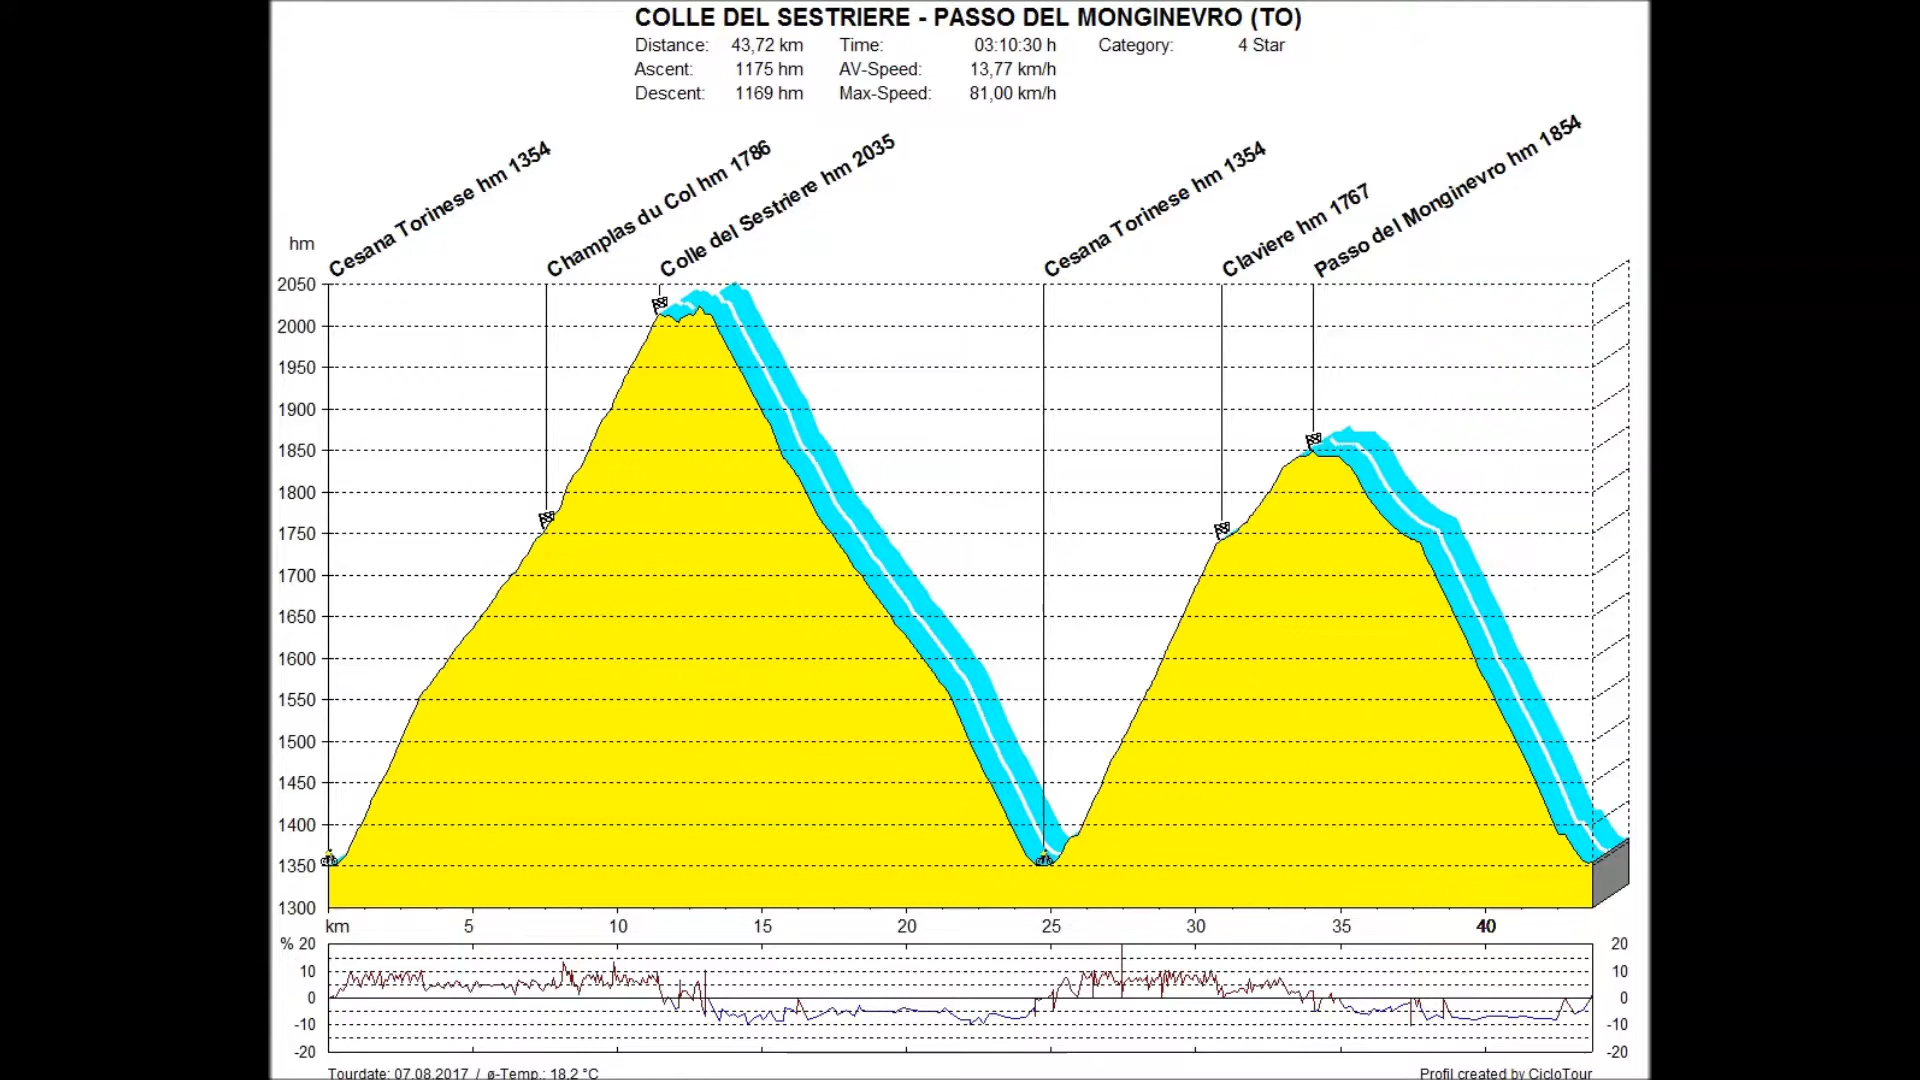 COLLE DEL SESTRIERE - PASSO DEL MONGINEVRO (TO)
Distance: 43,72 km Time: 03:10:30 h Category: 4 Star
Ascent: 1175 hm AV-Speed: 13,77 km/h
Descent: 1169 hm Max-Speed: 81,00 km/h
Cesana Torinese hm 1354
Champlas du Col hm 1786
Colle del Sestriere hm 2035
Cesana Torinese hm 1354
Claviere hm 1767
Passo del Monginevro hm 1854
hm
2050
2000
1950
1900
1850
1800
1750
1700
1650
1600
1550
1500
1450
1400
1350
1300
km 5 10 15 20 25 30 35 40
% 20 20
10 10
0 0
-10 -10
-20 -20
Tourdate: 07.08.2017 / ø-Temp.: 18,2 °C Profil created by CicloTour